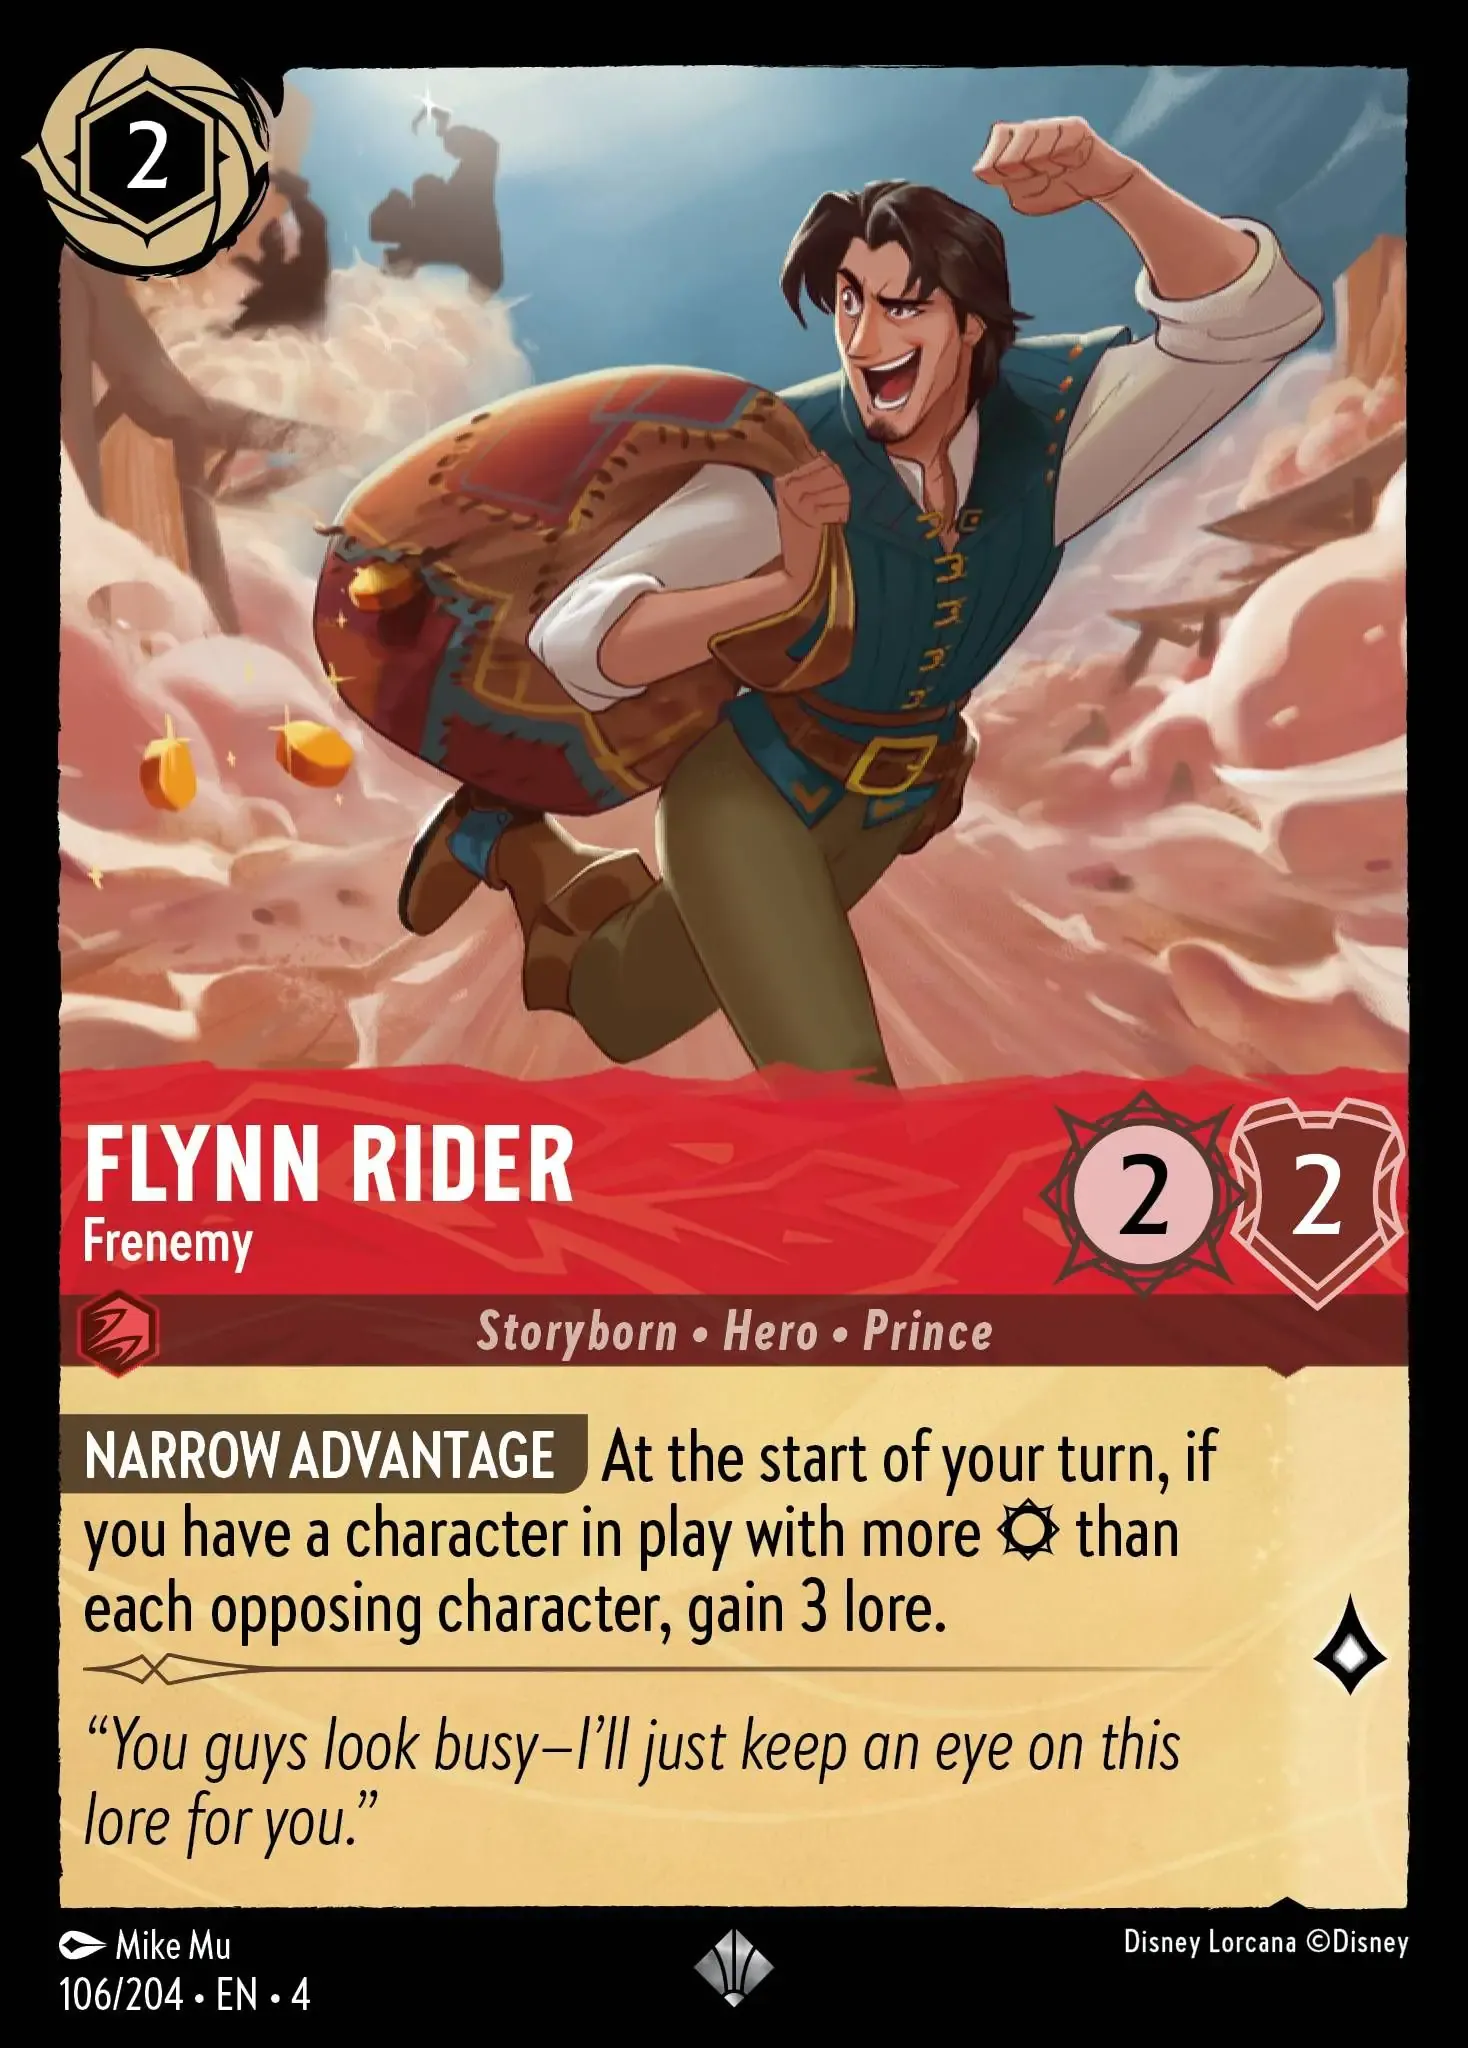 2
FLYNN RIDER
Frenemy
2 2
Storyborn • Hero • Prince
NARROW ADVANTAGE At the start of your turn, if
you have a character in play with more than
each opposing character, gain 3 lore.
“You guys look busy–I’ll just keep an eye on this
lore for you.”
Mike Mu
Disney Lorcana ©Disney
106/204 • EN • 4